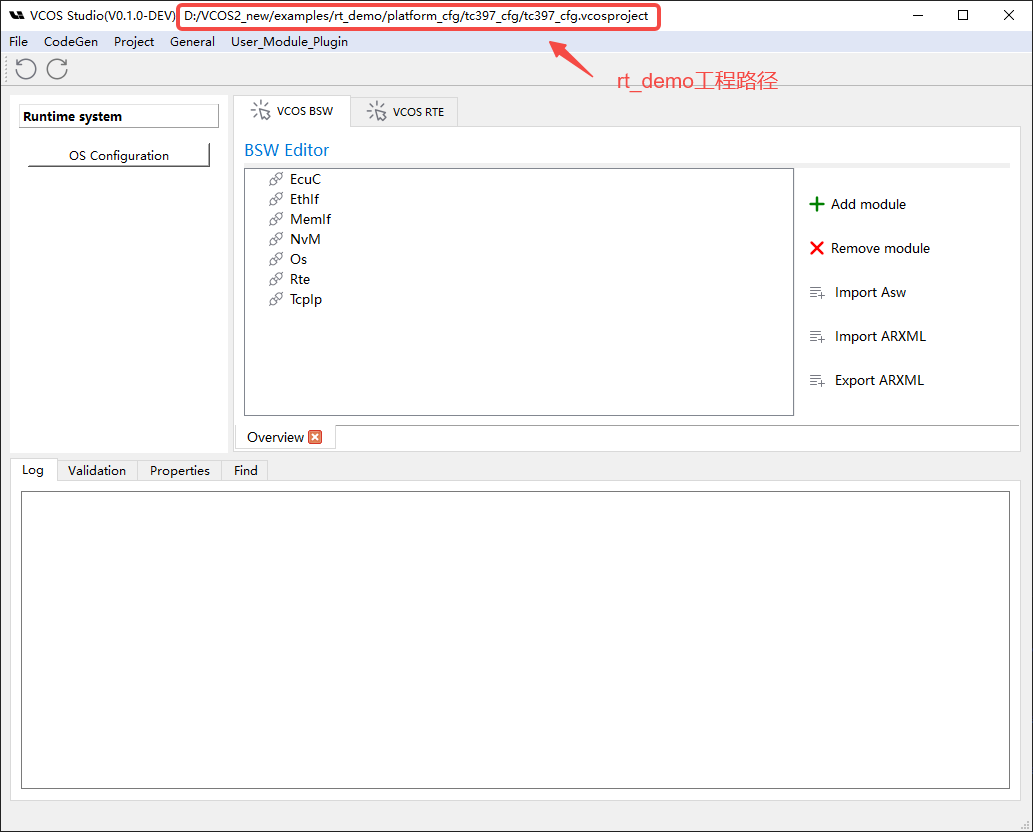 VCOS Studio(V0.1.0-DEV) D:/VCOS2_new/examples/rt_demo/platform_cfg/tc397_cfg/tc397_cfg.vcosproject
File CodeGen Project General User_Module_Plugin
rt_demo工程路径
Runtime system
OS Configuration
VCOS BSW VCOS RTE
BSW Editor
EcuC
EthIf
MemIf
NvM
Os
Rte
TcpIp
Add module
Remove module
Import Asw
Import ARXML
Export ARXML
Overview
Log Validation Properties Find